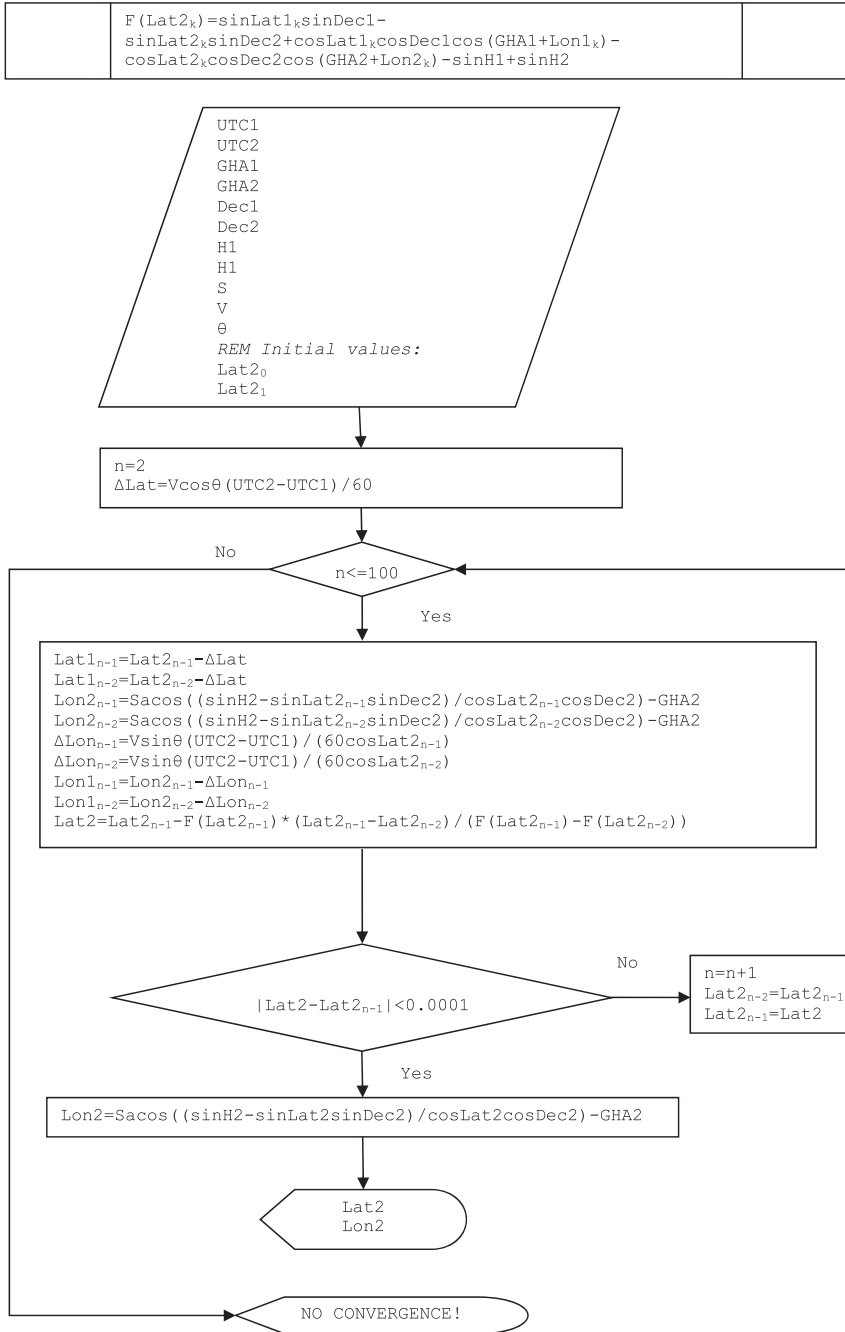 F(Lat2ₖ)=sinLat1ₖsinDec1-
sinLat2ₖsinDec2+cosLat1ₖcosDec1cos(GHA1+Lon1ₖ)-
cosLat2ₖcosDec2cos(GHA2+Lon2ₖ)-sinH1+sinH2
UTC1
UTC2
GHA1
GHA2
Dec1
Dec2
H1
H1
S
V
θ
REM Initial values:
Lat2₀
Lat2₁
n=2
ΔLat=Vcosθ(UTC2-UTC1)/60
No
n<=100
Yes
Lat1ₙ₋₁=Lat2ₙ₋₁-ΔLat
Lat1ₙ₋₂=Lat2ₙ₋₂-ΔLat
Lon2ₙ₋₁=Sacos((sinH2-sinLat2ₙ₋₁sinDec2)/cosLat2ₙ₋₁cosDec2)-GHA2
Lon2ₙ₋₂=Sacos((sinH2-sinLat2ₙ₋₂sinDec2)/cosLat2ₙ₋₂cosDec2)-GHA2
ΔLonₙ₋₁=Vsinθ(UTC2-UTC1)/(60cosLat2ₙ₋₁)
ΔLonₙ₋₂=Vsinθ(UTC2-UTC1)/(60cosLat2ₙ₋₂)
Lon1ₙ₋₁=Lon2ₙ₋₁-ΔLonₙ₋₁
Lon1ₙ₋₂=Lon2ₙ₋₂-ΔLonₙ₋₂
Lat2=Lat2ₙ₋₁-F(Lat2ₙ₋₁)*(Lat2ₙ₋₁-Lat2ₙ₋₂)/(F(Lat2ₙ₋₁)-F(Lat2ₙ₋₂))
No
n=n+1
Lat2ₙ₋₂=Lat2ₙ₋₁
Lat2ₙ₋₁=Lat2
|Lat2-Lat2ₙ₋₁|<0.0001
Yes
Lon2=Sacos((sinH2-sinLat2sinDec2)/cosLat2cosDec2)-GHA2
Lat2
Lon2
NO CONVERGENCE!